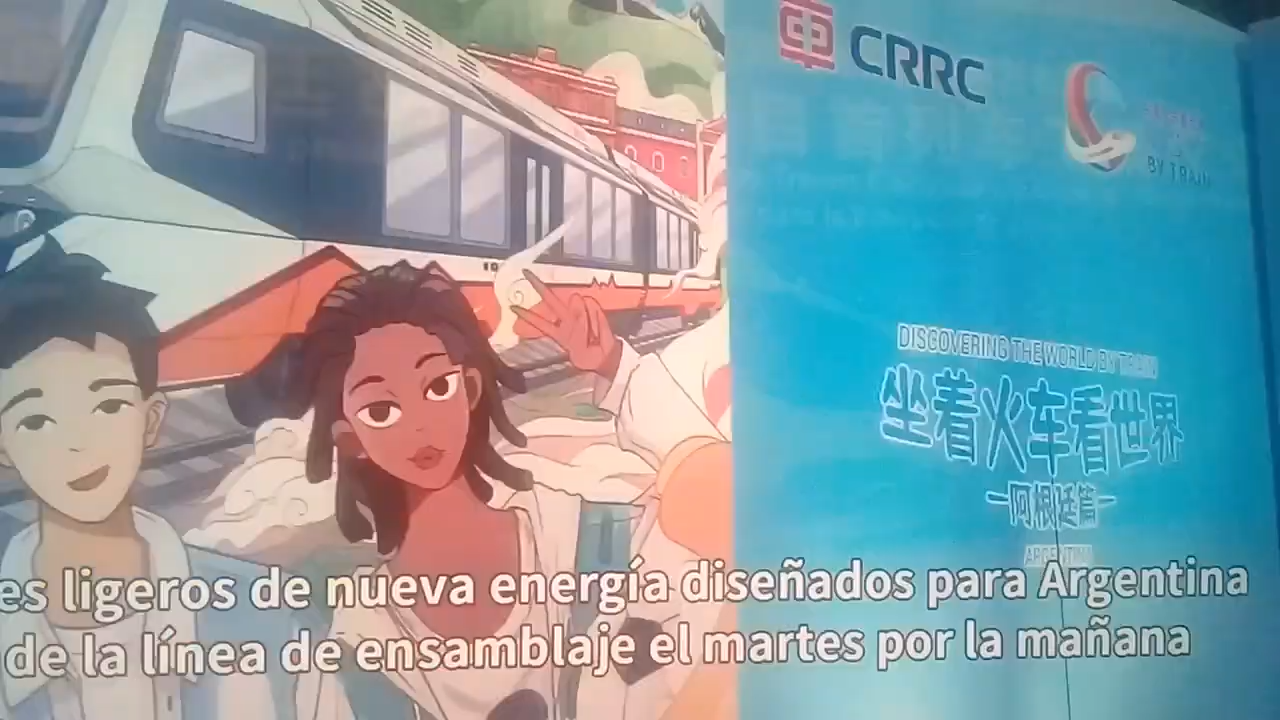 CRRC
BY TRAIN
DISCOVERING THE WORLD BY TRAIN
坐着火车看世界
阿根廷篇
ARGENTINA
es ligeros de nueva energía diseñados para Argentina
de la línea de ensamblaje el martes por la mañana